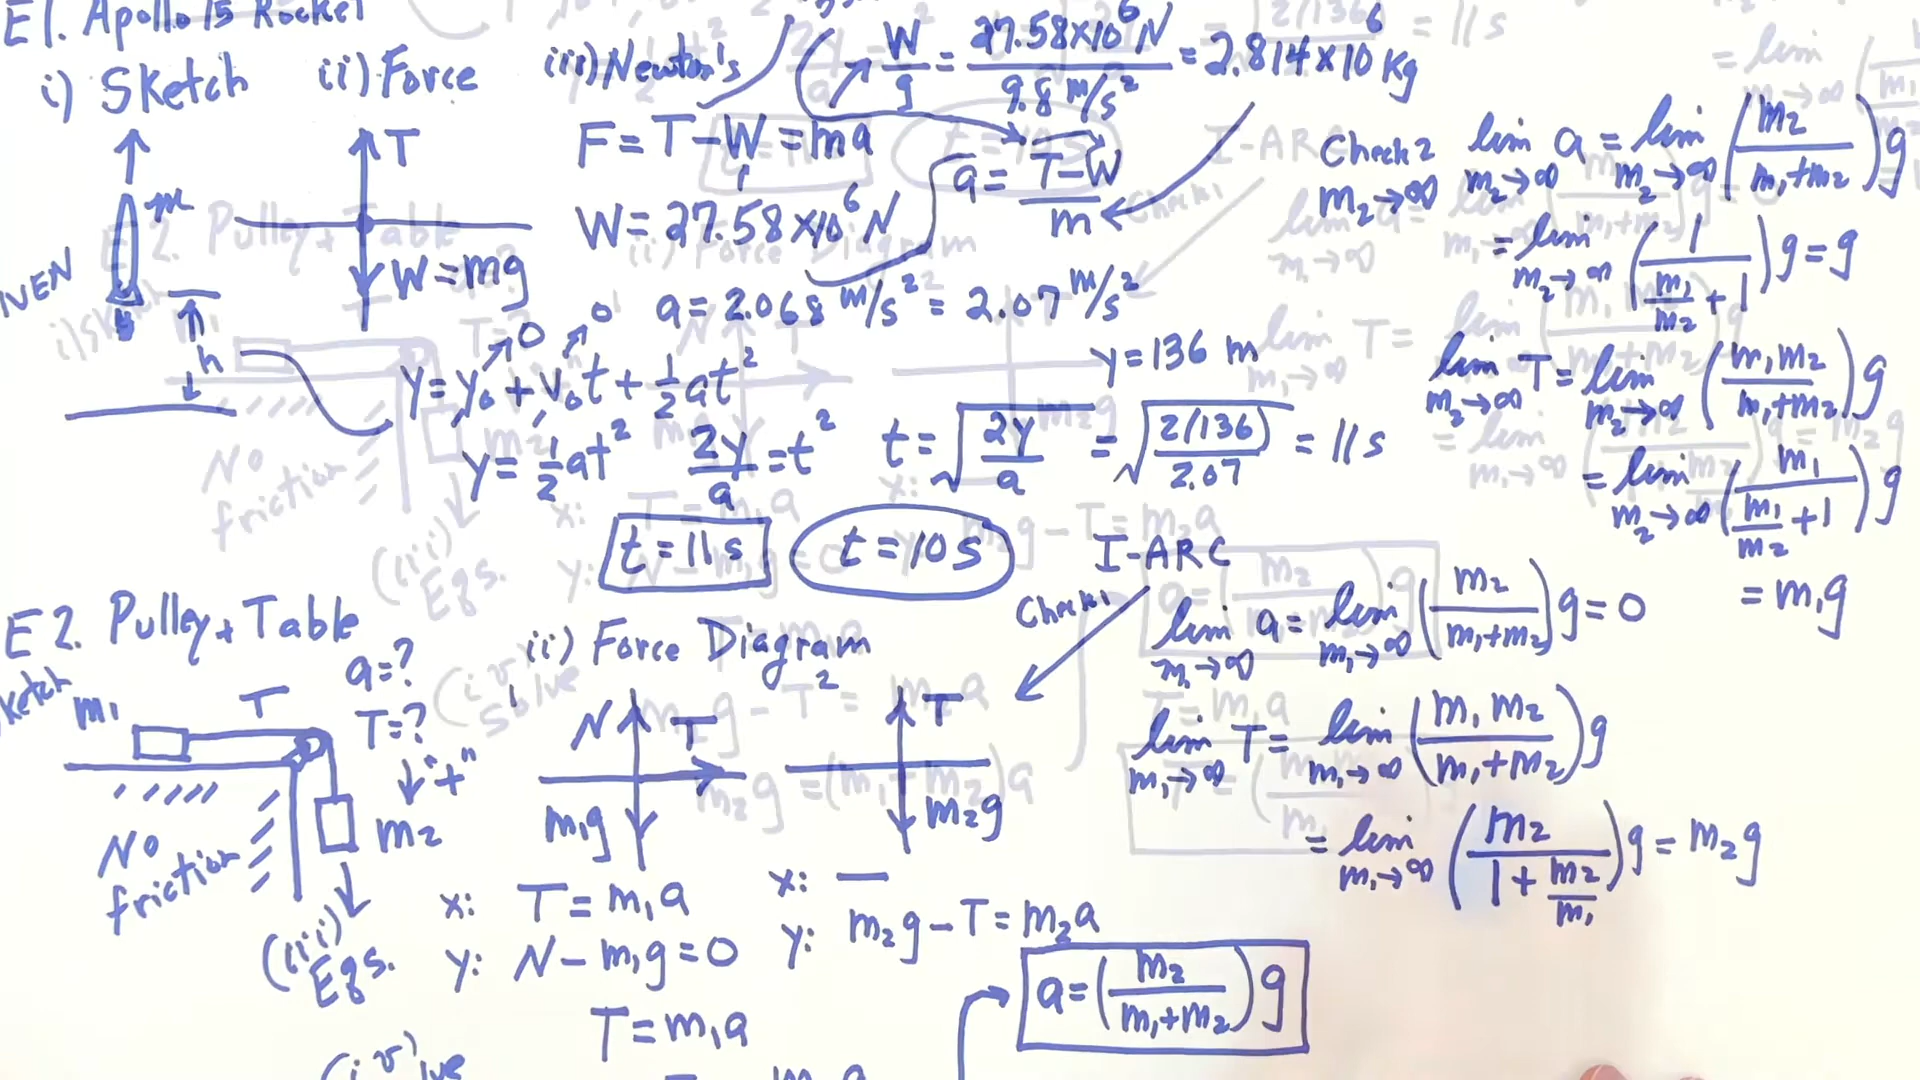 E1. Apollo 15 Rocket
i) Sketch
ii) Force
iii) Newton's
W/g = 27.58×10⁶ N / 9.8 m/s² = 2.814×10⁶ kg
m
T
W = mg
h
F = T − W = ma
a = (T − W)/m
W = 27.58×10⁶ N
a = 2.068 m/s² = 2.07 m/s²
y = y₀ + v₀t + ½at²
0
0
y = 136 m
y = ½at²
2y/a = t²
t = √(2y/a) = √(2(136)/2.07) = 11 s
t = 11 s
t = 10 s
I-ARC
E2. Pulley + Table
Sketch
m₁
T
a = ?
T = ?
"+"
m₂
No
friction
ii) Force Diagram
N
T
m₁g
T
m₂g
(iii)
Eqs.
x: T = m₁a
y: N − m₁g = 0
x: —
y: m₂g − T = m₂a
T = m₁a
a = (m₂/(m₁+m₂)) g
Check 1
lim m₁→∞ a = lim m₁→∞ (m₂/(m₁+m₂)) g = 0
lim m₁→∞ T = lim m₁→∞ (m₁m₂/(m₁+m₂)) g
= lim m₁→∞ (m₂/(1 + m₂/m₁)) g = m₂g
Check 2
m₂→∞
lim m₂→∞ a = lim m₂→∞ (m₂/(m₁+m₂)) g
= lim m₂→∞ (1/(m₁/m₂ + 1)) g = g
lim m₂→∞ T = lim m₂→∞ (m₁m₂/(m₁+m₂)) g
= lim m₂→∞ (m₁/(m₁/m₂ + 1)) g
= m₁g